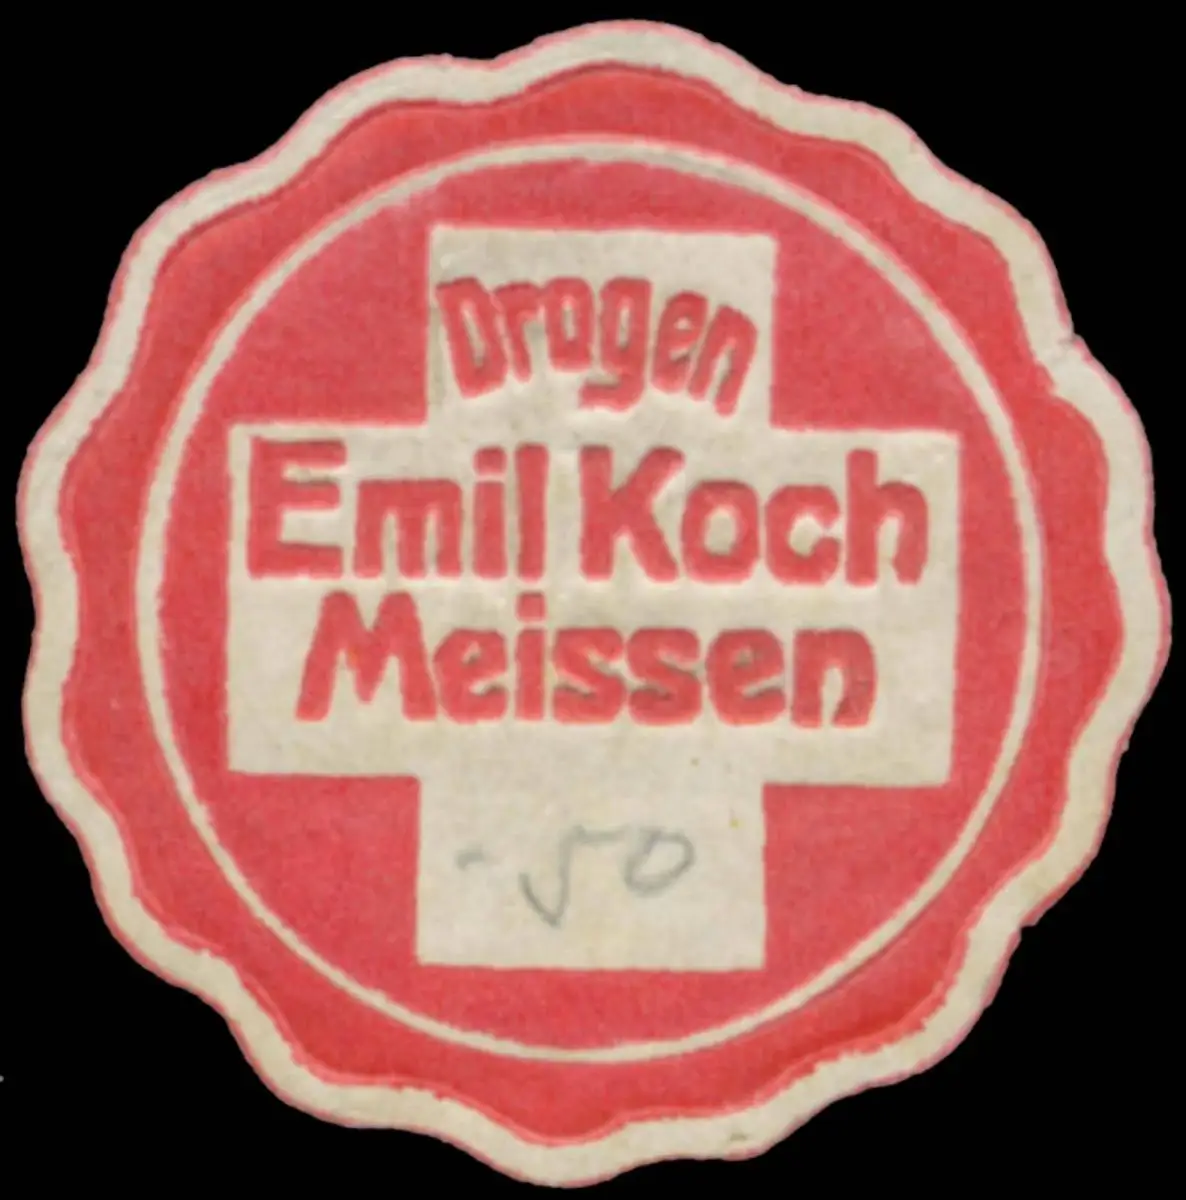 Drogen
Emil Koch
Meissen
-50